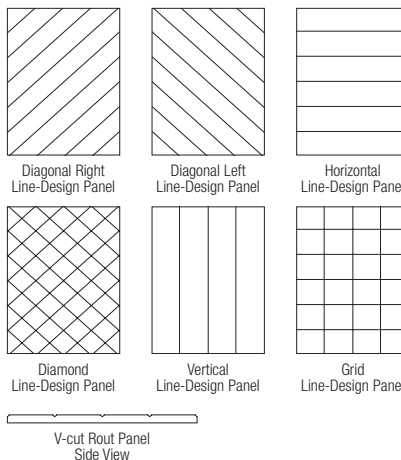 Diagonal Right
Line-Design Panel
Diagonal Left
Line-Design Panel
Horizontal
Line-Design Pane
Diamond
Line-Design Panel
Vertical
Line-Design Panel
Grid
Line-Design Pane
V-cut Rout Panel
Side View